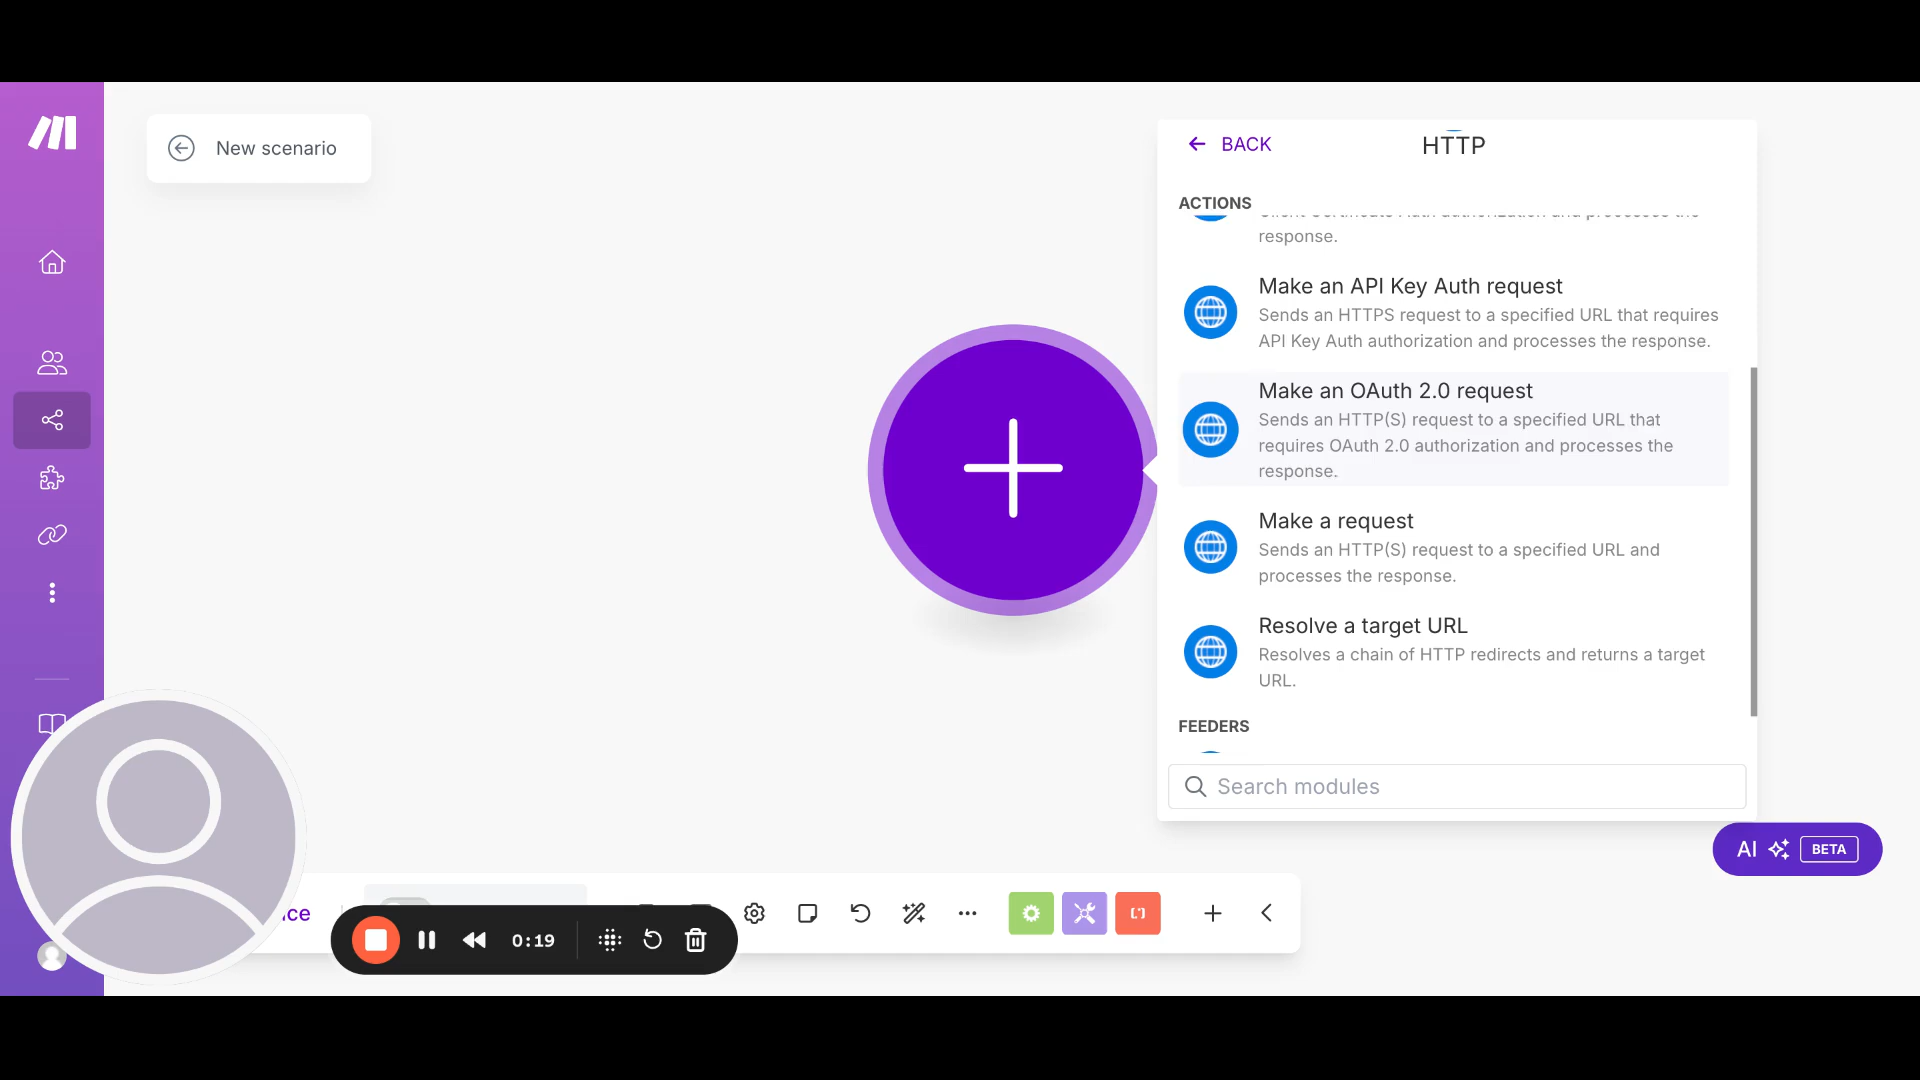 New scenario
BACK
HTTP
ACTIONS
response.
Make an API Key Auth request
Sends an HTTPS request to a specified URL that requires
API Key Auth authorization and processes the response.
Make an OAuth 2.0 request
Sends an HTTP(S) request to a specified URL that
requires OAuth 2.0 authorization and processes the
response.
Make a request
Sends an HTTP(S) request to a specified URL and
processes the response.
Resolve a target URL
Resolves a chain of HTTP redirects and returns a target
URL.
FEEDERS
Search modules
AI BETA
0:19